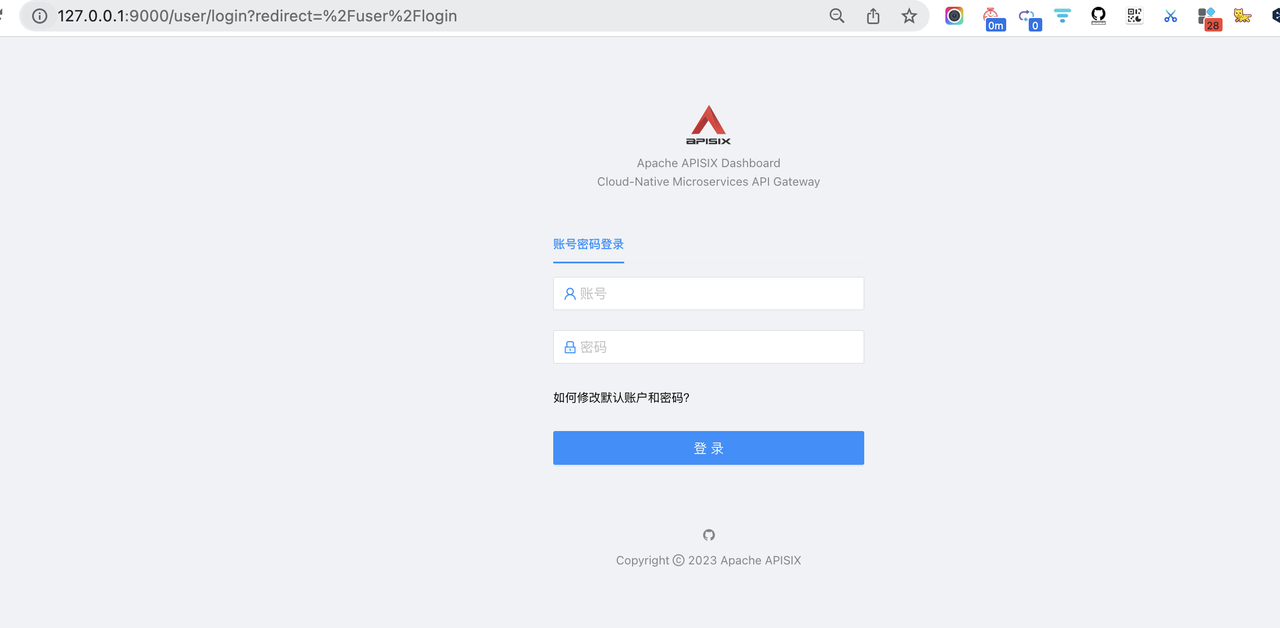 127.0.0.1:9000/user/login?redirect=%2Fuser%2Flogin
0m
0
28
APISIX
Apache APISIX Dashboard
Cloud-Native Microservices API Gateway
账号密码登录
账号
密码
如何修改默认账户和密码?
登 录
Copyright © 2023 Apache APISIX